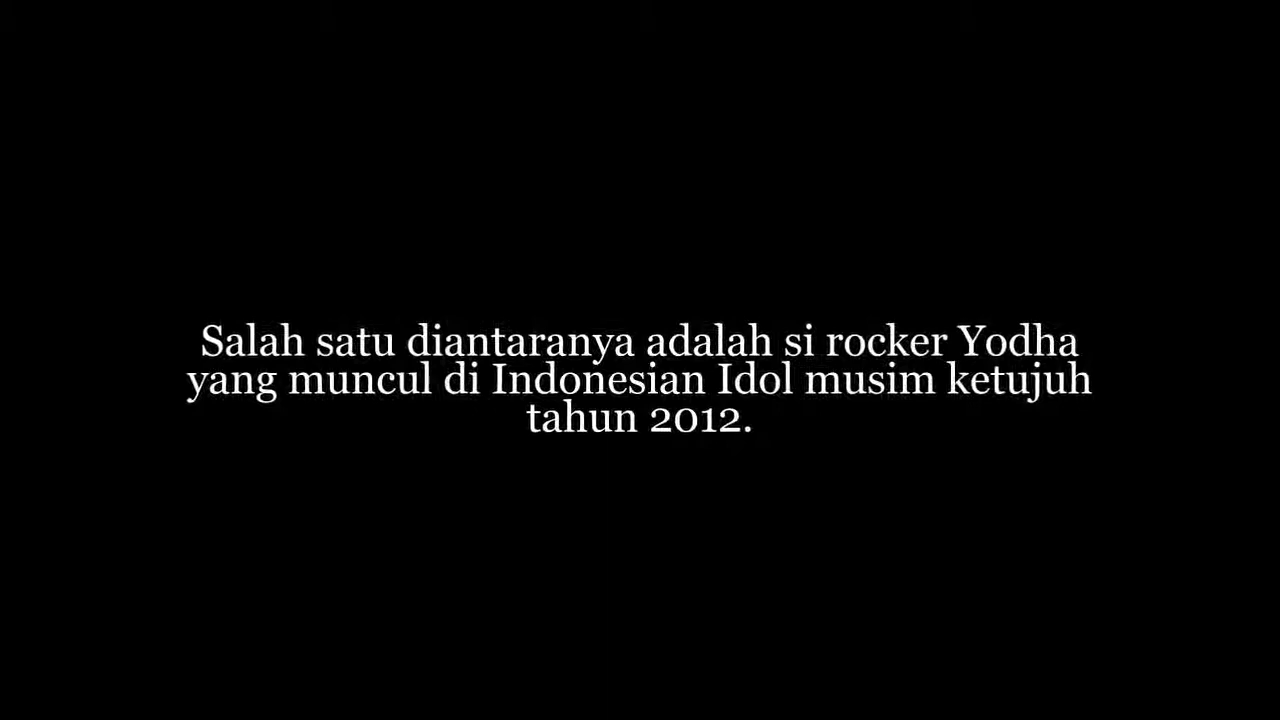 Salah satu diantaranya adalah si rocker Yodha
yang muncul di Indonesian Idol musim ketujuh
tahun 2012.